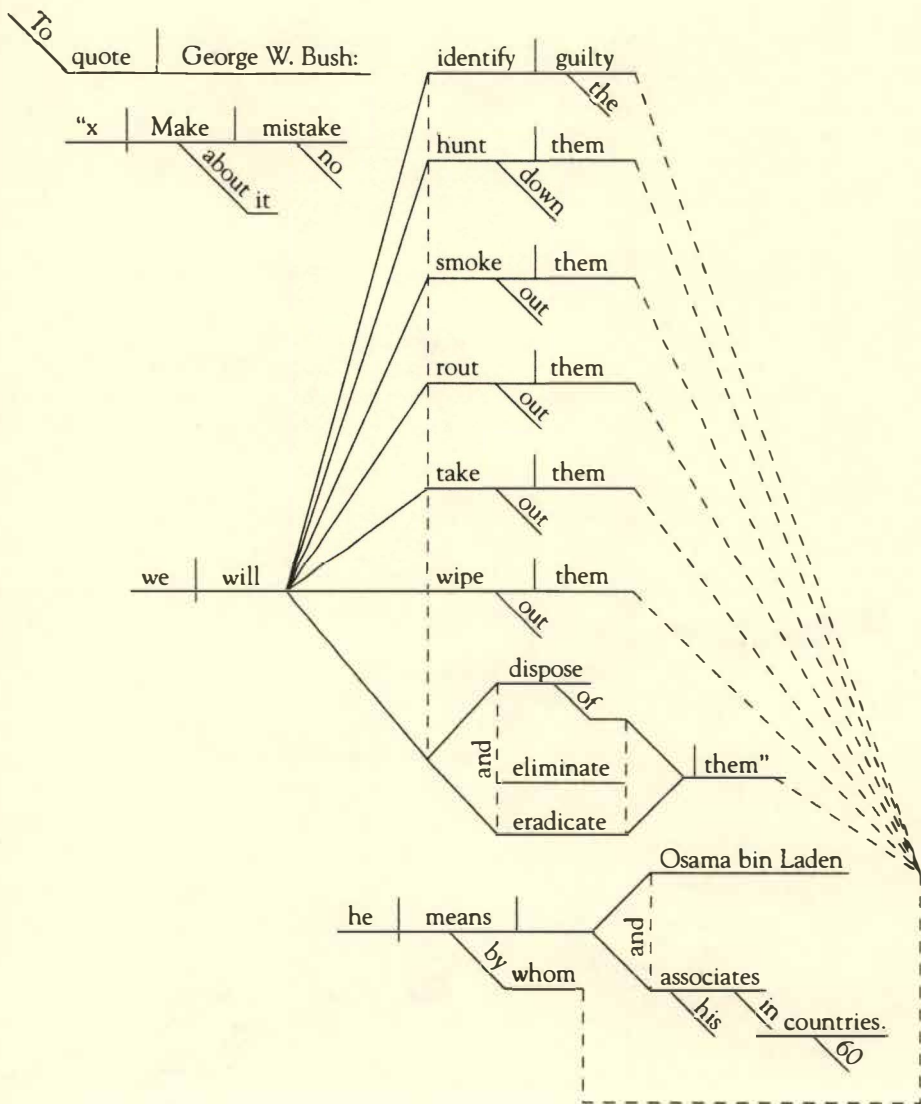 To
quote George W. Bush:
"x Make mistake
about it no
identify guilty
the
hunt them
down
smoke them
out
rout them
out
take them
out
we will wipe them
out
dispose
of
and
eliminate them"
eradicate
Osama bin Laden
he means and
by whom
associates
his in countries.
60